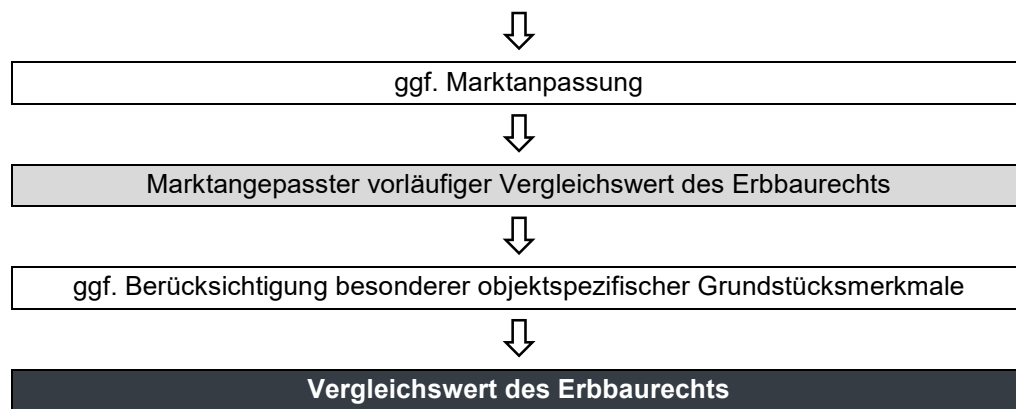 ggf. Marktanpassung
Marktangepasster vorläufiger Vergleichswert des Erbbaurechts
ggf. Berücksichtigung besonderer objektspezifischer Grundstücksmerkmale
Vergleichswert des Erbbaurechts